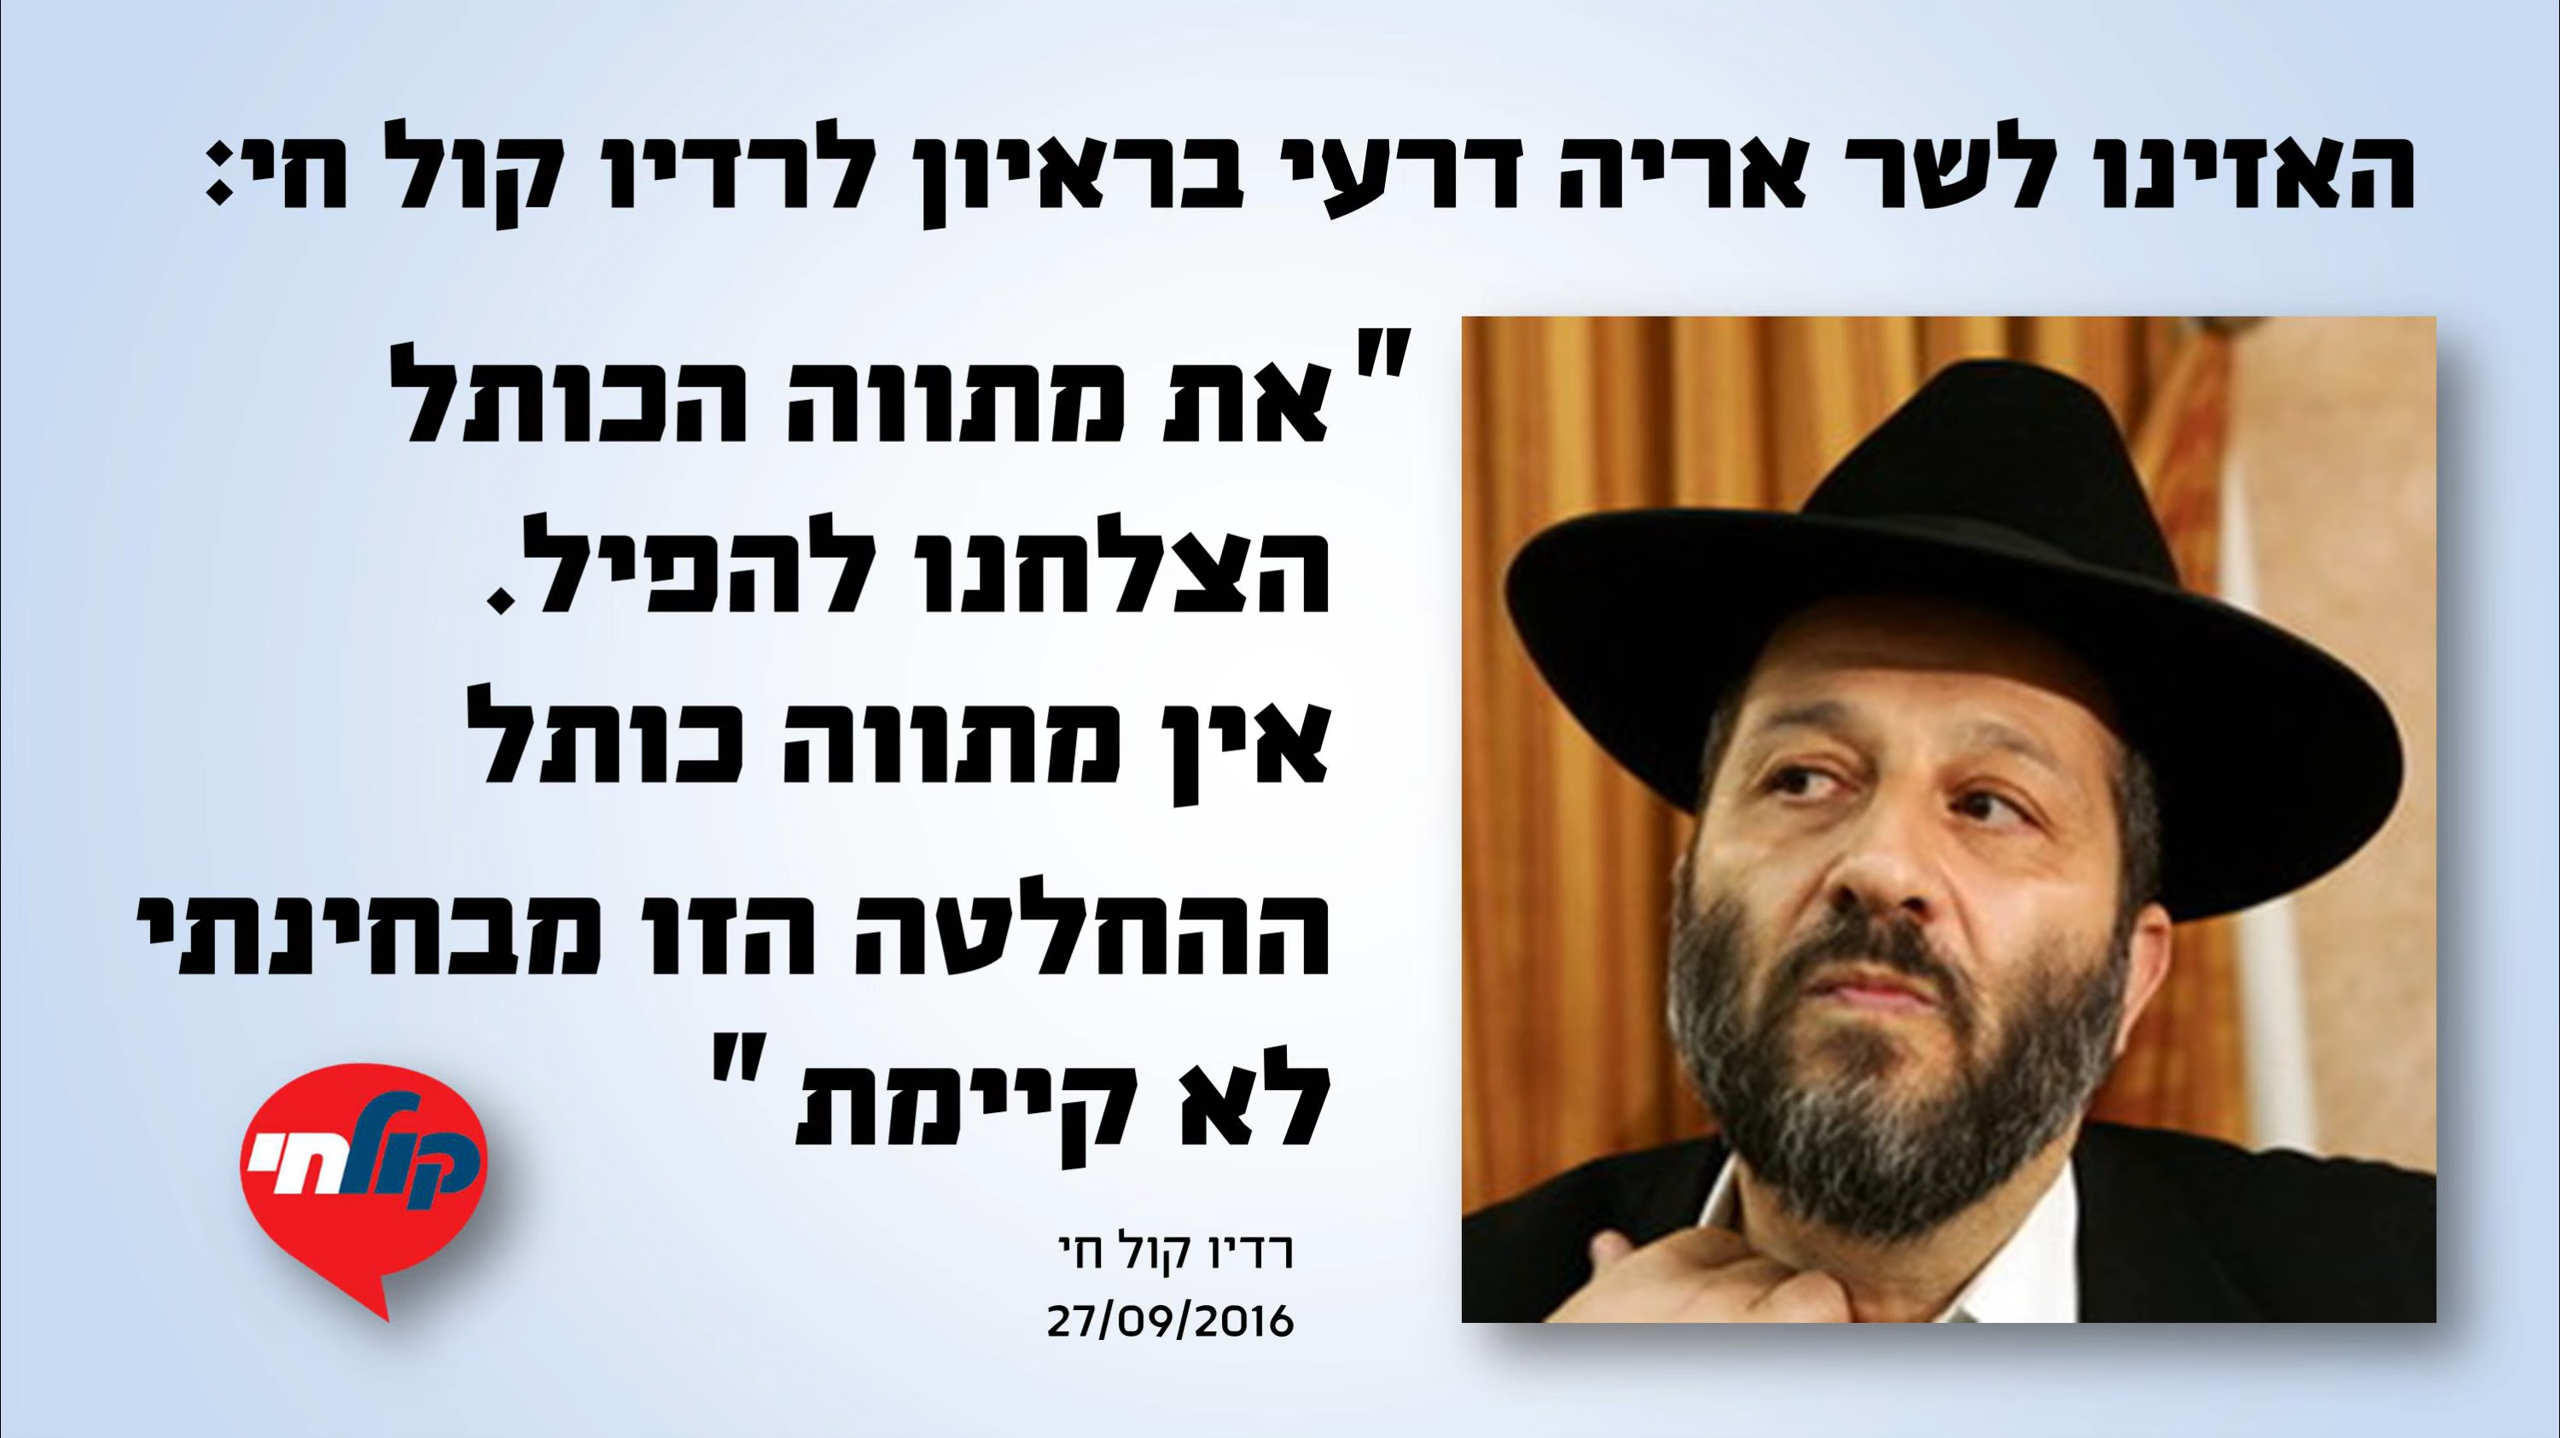 האזינו לשר אריה דרעי בראיון לרדיו קול חי:
"את מתווה הכותל
הצלחנו להפיל.
אין מתווה כותל
ההחלטה הזו מבחינתי
לא קיימת"
קול חי
רדיו קול חי
27/09/2016